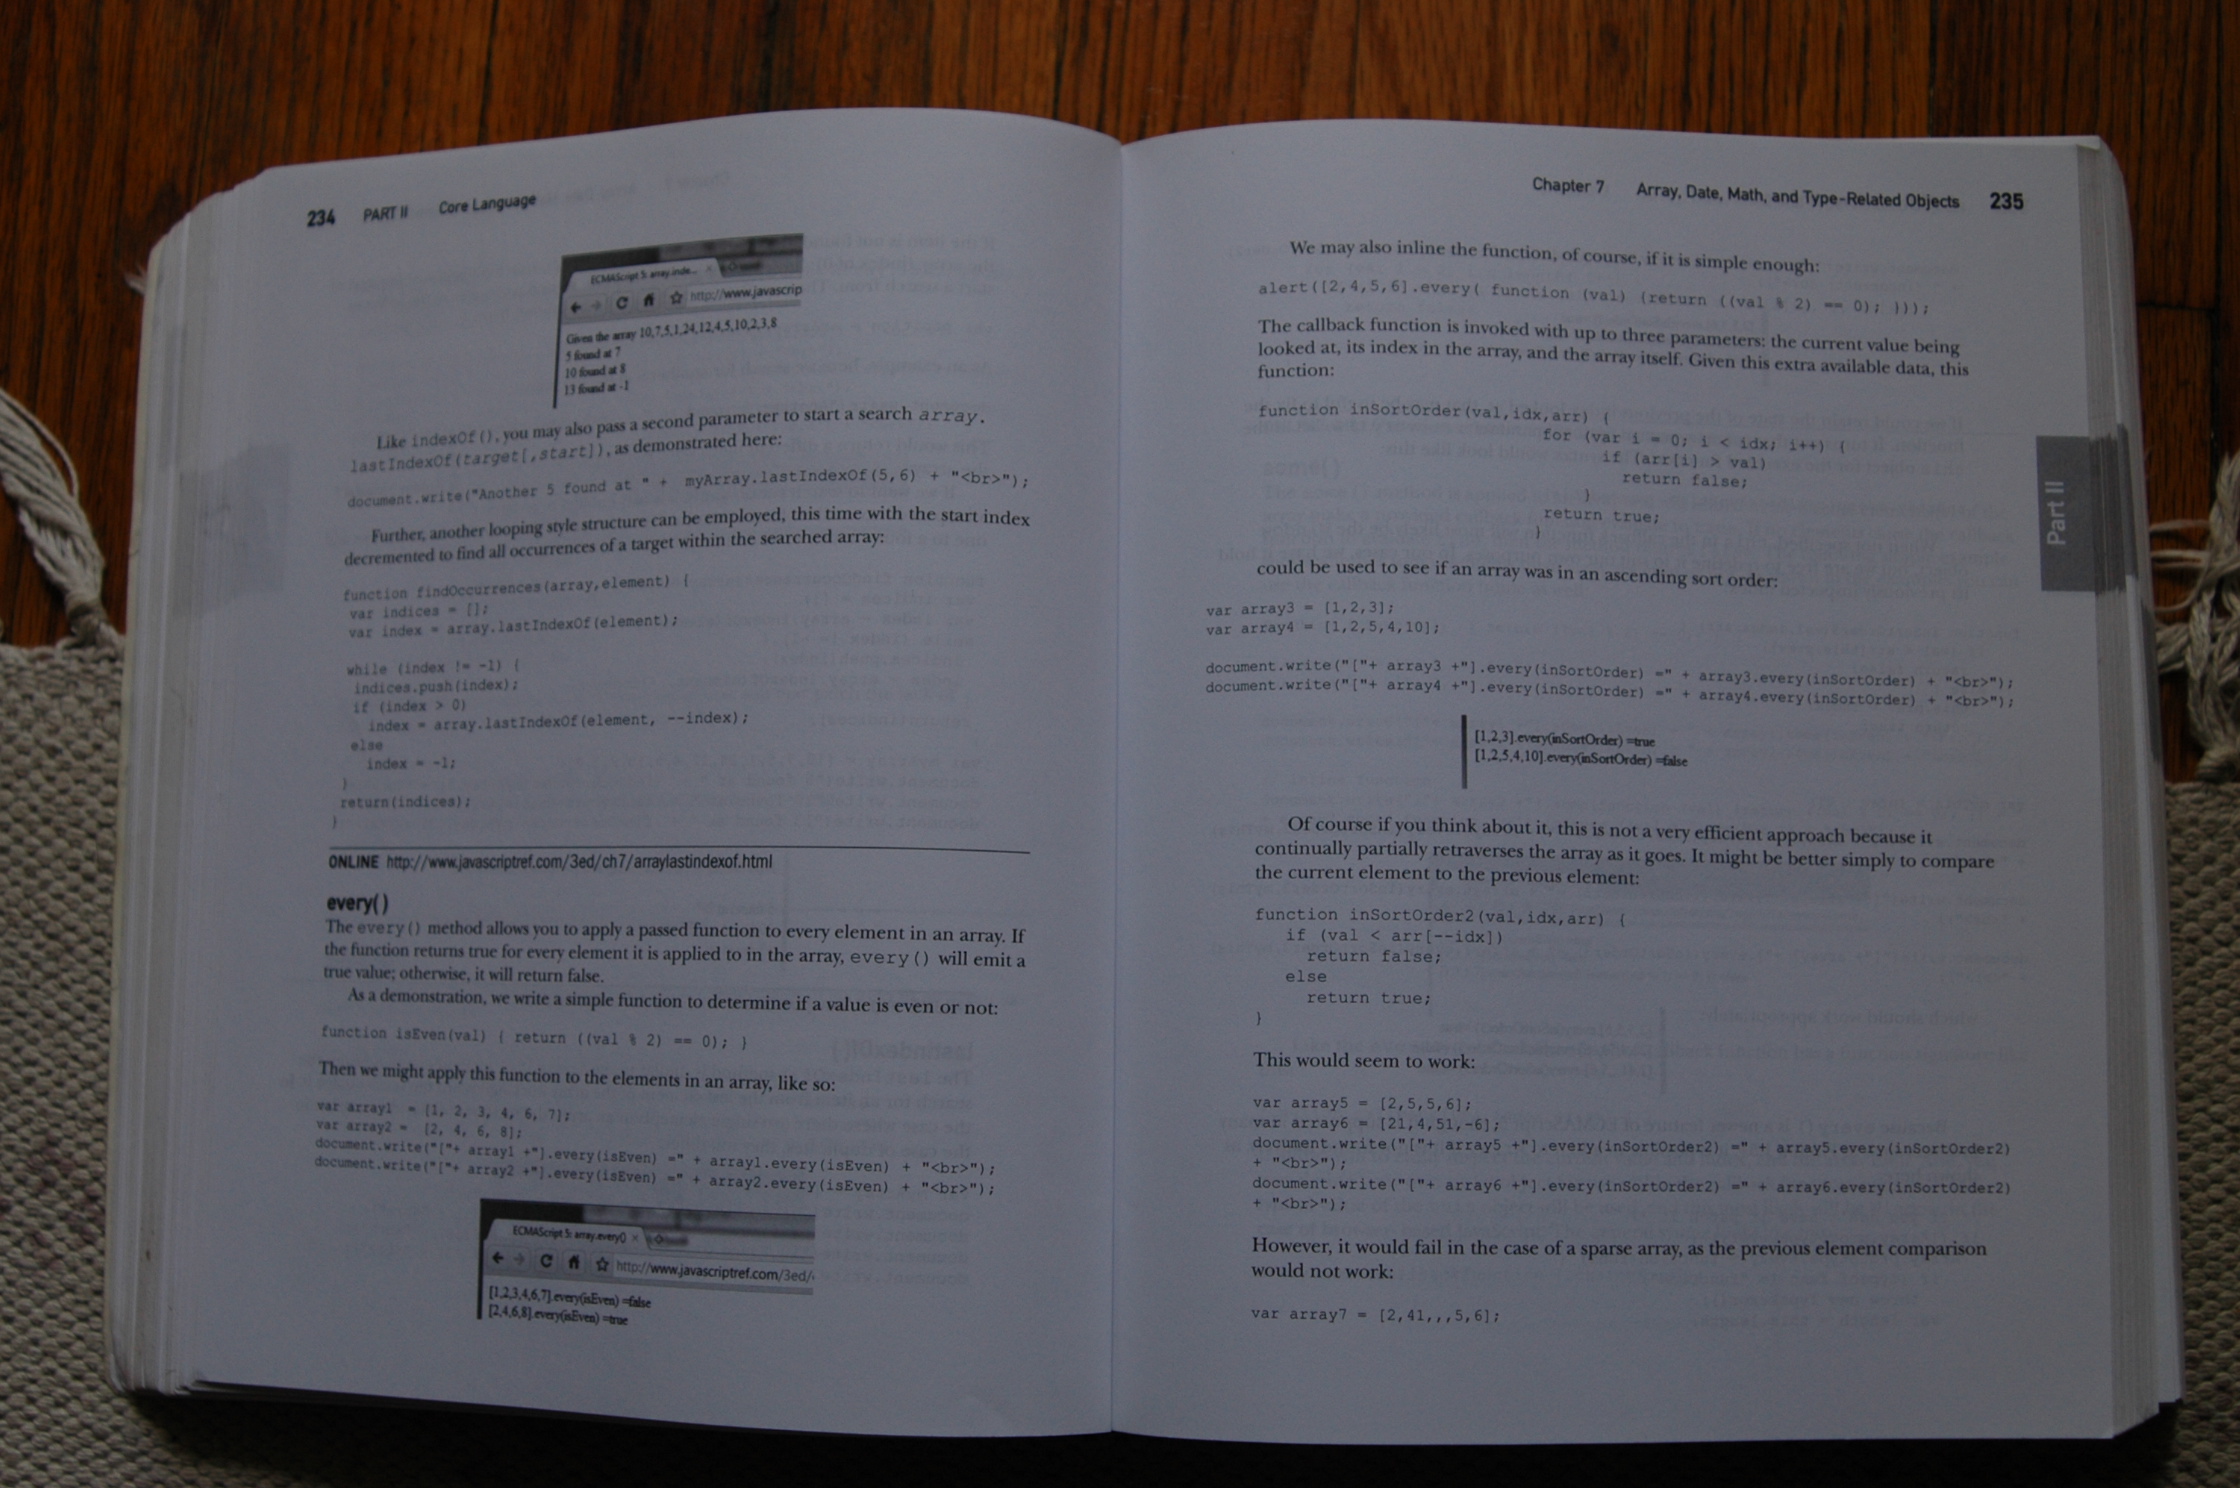 234 PART II Core Language
ECMAScript 5: array.inde... ×
http://www.javascrip
Given the array 10,7,5,1,24,12,4,5,10,2,3,8
5 found at 7
10 found at 8
13 found at -1
Like indexOf(), you may also pass a second parameter to start a search array.
lastIndexOf(target[,start]), as demonstrated here:
document.write("Another 5 found at " + myArray.lastIndexOf(5,6) + "<br>");
Further, another looping style structure can be employed, this time with the start index
decremented to find all occurrences of a target within the searched array:
function findOccurrences(array,element) {
var indices = [];
var index = array.lastIndexOf(element);
while (index != -1) {
indices.push(index);
if (index > 0)
index = array.lastIndexOf(element, --index);
else
index = -1;
}
return(indices);
}
ONLINE http://www.javascriptref.com/3ed/ch7/arraylastindexof.html
every()
The every() method allows you to apply a passed function to every element in an array. If
the function returns true for every element it is applied to in the array, every() will emit a
true value; otherwise, it will return false.
As a demonstration, we write a simple function to determine if a value is even or not:
function isEven(val) { return ((val % 2) == 0); }
Then we might apply this function to the elements in an array, like so:
var array1 = [1, 2, 3, 4, 6, 7];
var array2 = [2, 4, 6, 8];
document.write("["+ array1 +"].every(isEven) =" + array1.every(isEven) + "<br>");
document.write("["+ array2 +"].every(isEven) =" + array2.every(isEven) + "<br>");
ECMAScript 5: array.every() ×
http://www.javascriptref.com/3ed/
[1,2,3,4,6,7].every(isEven) =false
[2,4,6,8].every(isEven) =true
Chapter 7 Array, Date, Math, and Type-Related Objects 235
We may also inline the function, of course, if it is simple enough:
alert([2,4,5,6].every( function (val) {return ((val % 2) == 0); }));
The callback function is invoked with up to three parameters: the current value being
looked at, its index in the array, and the array itself. Given this extra available data, this
function:
function inSortOrder(val,idx,arr) {
for (var i = 0; i < idx; i++) {
if (arr[i] > val)
return false;
}
return true;
}
Part II
could be used to see if an array was in an ascending sort order:
var array3 = [1,2,3];
var array4 = [1,2,5,4,10];
document.write("["+ array3 +"].every(inSortOrder) =" + array3.every(inSortOrder) + "<br>");
document.write("["+ array4 +"].every(inSortOrder) =" + array4.every(inSortOrder) + "<br>");
[1,2,3].every(inSortOrder) =true
[1,2,5,4,10].every(inSortOrder) =false
Of course if you think about it, this is not a very efficient approach because it
continually partially retraverses the array as it goes. It might be better simply to compare
the current element to the previous element:
function inSortOrder2(val,idx,arr) {
if (val < arr[--idx])
return false;
else
return true;
}
This would seem to work:
var array5 = [2,5,5,6];
var array6 = [21,4,51,-6];
document.write("["+ array5 +"].every(inSortOrder2) =" + array5.every(inSortOrder2)
+ "<br>");
document.write("["+ array6 +"].every(inSortOrder2) =" + array6.every(inSortOrder2)
+ "<br>");
However, it would fail in the case of a sparse array, as the previous element comparison
would not work:
var array7 = [2,41,,,5,6];